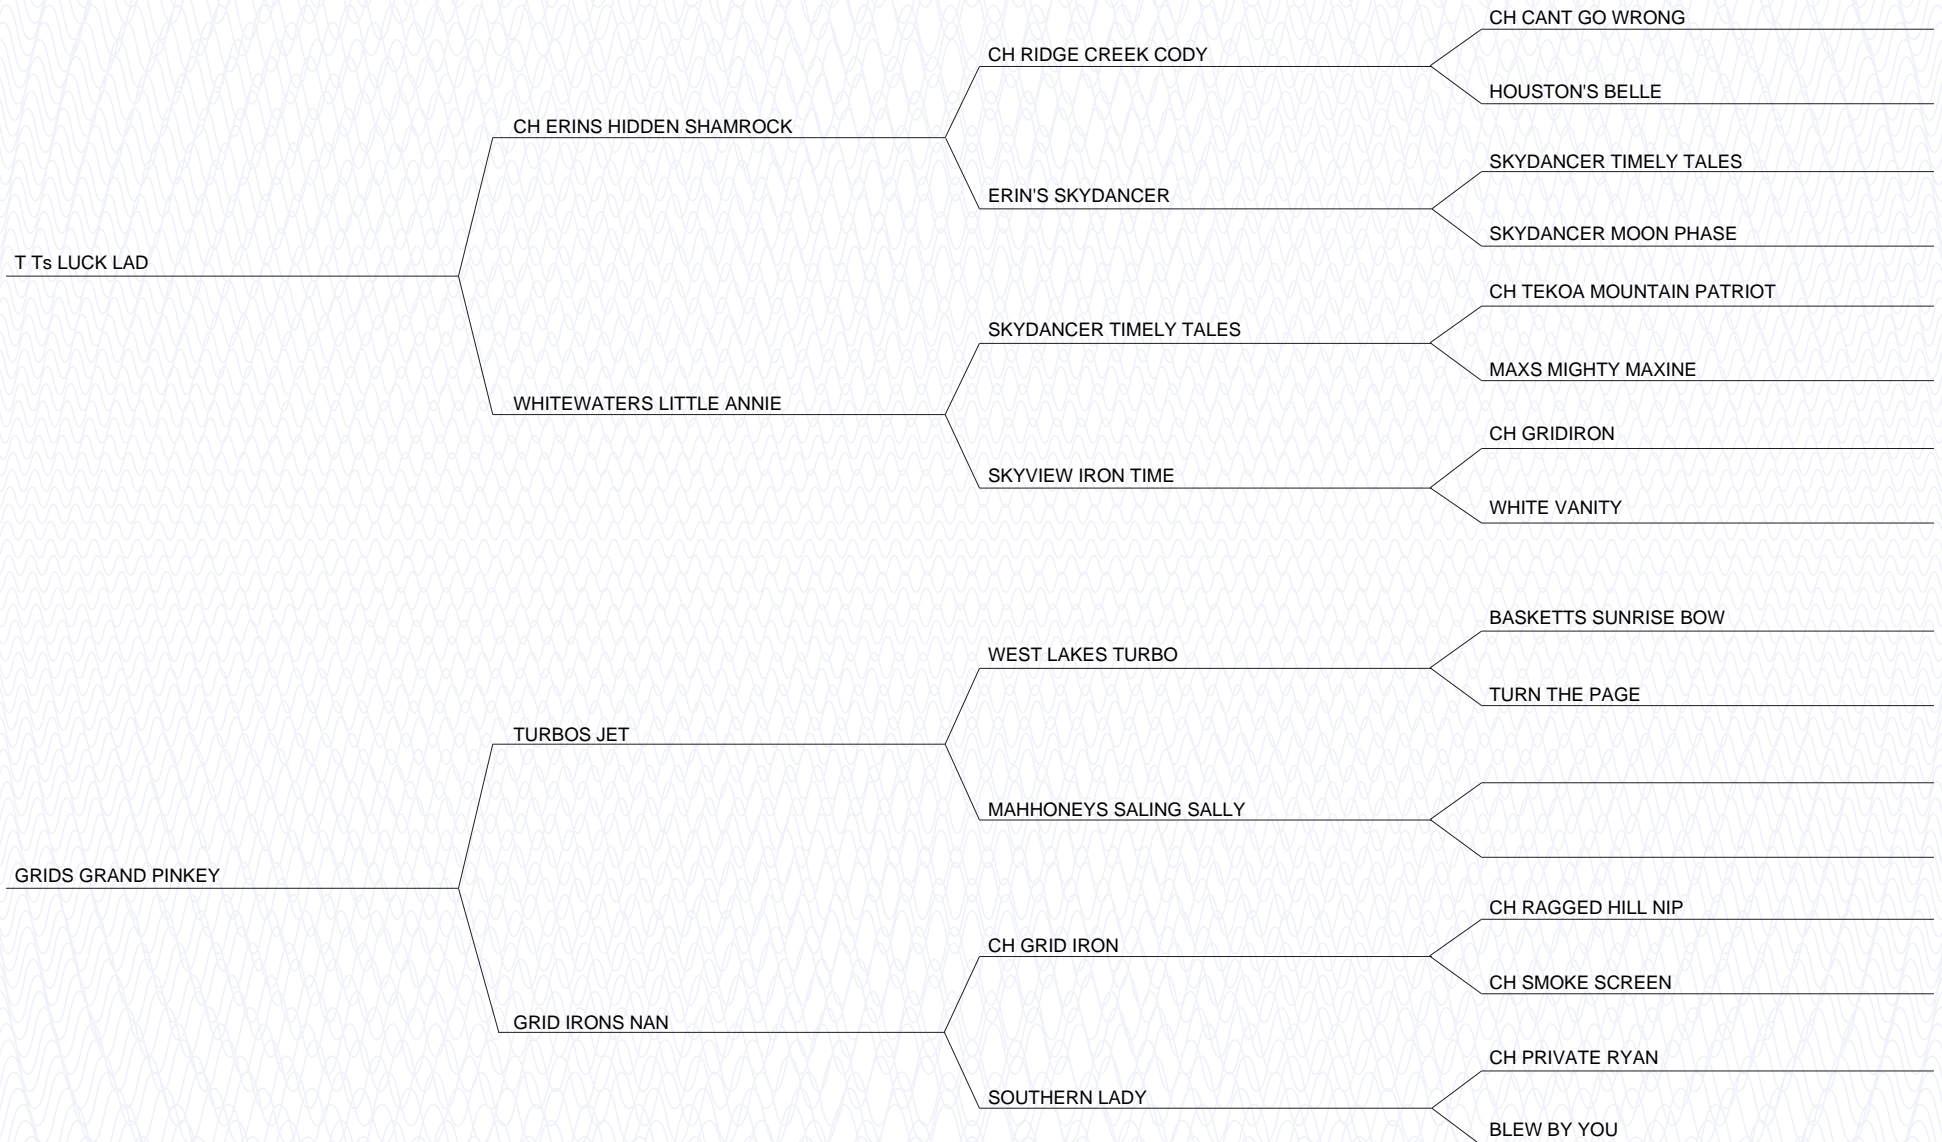 CH CANT GO WRONG
CH RIDGE CREEK CODY
HOUSTON'S BELLE
CH ERINS HIDDEN SHAMROCK
SKYDANCER TIMELY TALES
ERIN'S SKYDANCER
SKYDANCER MOON PHASE
T Ts LUCK LAD
CH TEKOA MOUNTAIN PATRIOT
SKYDANCER TIMELY TALES
MAXS MIGHTY MAXINE
WHITEWATERS LITTLE ANNIE
CH GRIDIRON
SKYVIEW IRON TIME
WHITE VANITY
BASKETTS SUNRISE BOW
WEST LAKES TURBO
TURN THE PAGE
TURBOS JET
MAHHONEYS SALING SALLY
GRIDS GRAND PINKEY
CH RAGGED HILL NIP
CH GRID IRON
CH SMOKE SCREEN
GRID IRONS NAN
CH PRIVATE RYAN
SOUTHERN LADY
BLEW BY YOU